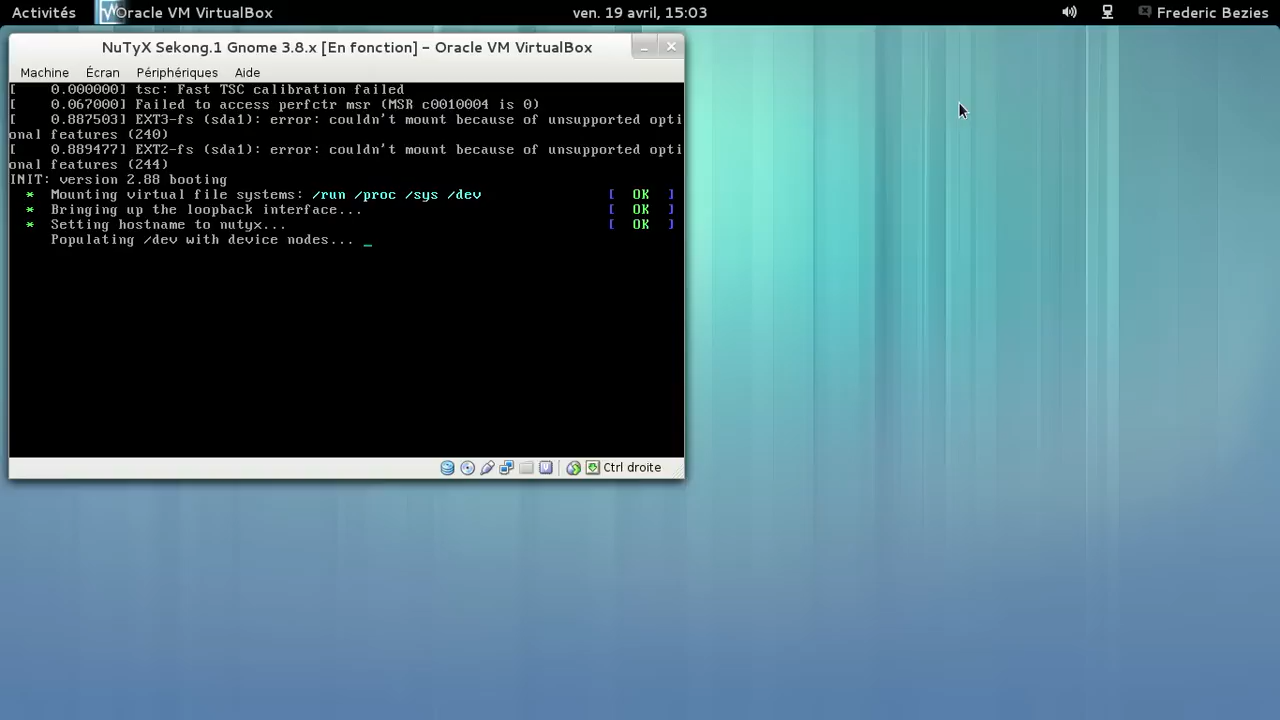 Activités
Oracle VM VirtualBox
ven. 19 avril, 15:03
Frederic Bezies
NuTyX Sekong.1 Gnome 3.8.x [En fonction] – Oracle VM VirtualBox
Machine Écran Périphériques Aide
[ 0.000000] tsc: Fast TSC calibration failed
[ 0.067000] Failed to access perfctr msr (MSR c0010004 is 0)
[ 0.887503] EXT3-fs (sda1): error: couldn't mount because of unsupported opti
onal features (240)
[ 0.889477] EXT2-fs (sda1): error: couldn't mount because of unsupported opti
onal features (244)
INIT: version 2.88 booting
* Mounting virtual file systems: /run /proc /sys /dev [ OK ]
* Bringing up the loopback interface... [ OK ]
* Setting hostname to nutyx... [ OK ]
Populating /dev with device nodes... _
Ctrl droite